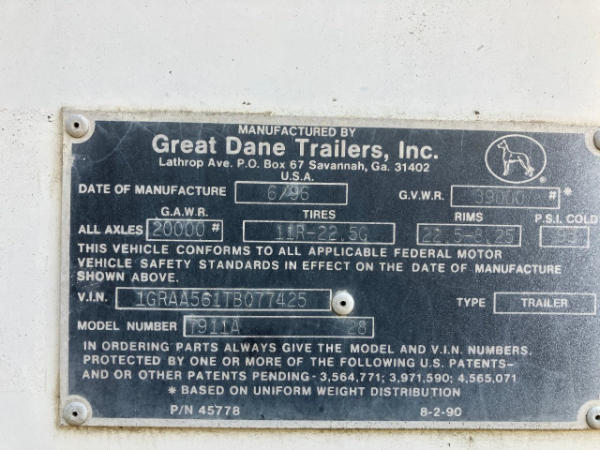 MANUFACTURED BY
Great Dane Trailers, Inc.
Lathrop Ave. P.O. Box 67 Savannah, Ga. 31402
U.S.A.
DATE OF MANUFACTURE 6/96 G.V.W.R. 39000 #*
G.A.W.R. TIRES RIMS P.S.I. COLD
ALL AXLES 20000 # 11R-22.5G 22.5-8.25
THIS VEHICLE CONFORMS TO ALL APPLICABLE FEDERAL MOTOR
VEHICLE SAFETY STANDARDS IN EFFECT ON THE DATE OF MANUFACTURE
SHOWN ABOVE.
V.I.N. 1GRAA561TB077425 TYPE TRAILER
MODEL NUMBER 7911A 28
IN ORDERING PARTS ALWAYS GIVE THE MODEL AND V.I.N. NUMBERS.
PROTECTED BY ONE OR MORE OF THE FOLLOWING U.S. PATENTS-
AND OR OTHER PATENTS PENDING - 3,564,771; 3,971,590; 4,565,071
* BASED ON UNIFORM WEIGHT DISTRIBUTION
P/N 45778 8-2-90